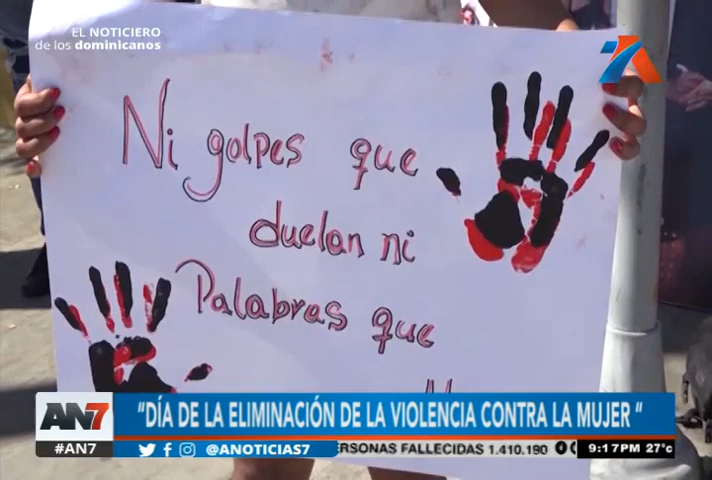 EL NOTICIERO
de los dominicanos
Ni golpes que
duelan ni
Palabras que
AN7
"DÍA DE LA ELIMINACIÓN DE LA VIOLENCIA CONTRA LA MUJER"
#AN7
@ANOTICIAS7
ERSONAS FALLECIDAS 1.410.190
9:17PM 27°c